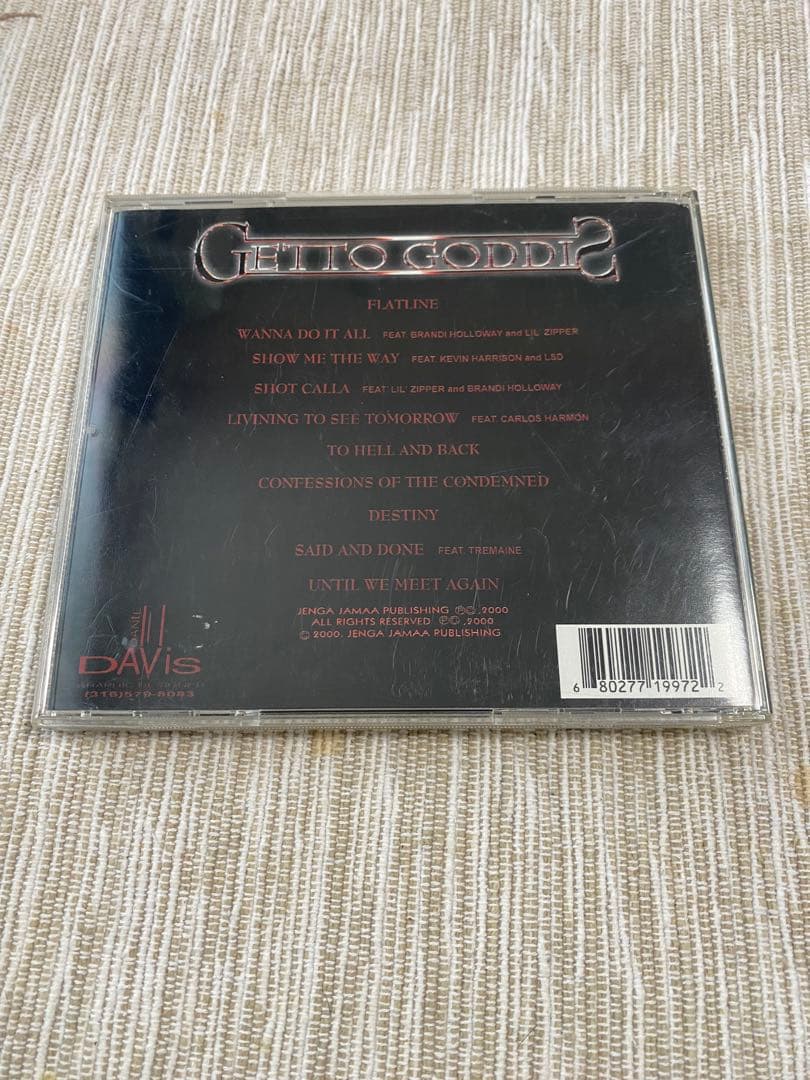 GETTO GODDIS
FLATLINE
WANNA DO IT ALL FEAT. BRANDI HOLLOWAY and LIL' ZIPPER
SHOW ME THE WAY FEAT. KEVIN HARRISON and LSD
SHOT CALLA FEAT LIL' ZIPPER and BRANDI HOLLOWAY
LIVINING TO SEE TOMORROW FEAT. CARLOS HARMON
TO HELL AND BACK
CONFESSIONS OF THE CONDEMNED
DESTINY
SAID AND DONE FEAT. TREMAINE
UNTIL WE MEET AGAIN
JENGA JAMAA PUBLISHING ℗© ,2000
ALL RIGHTS RESERVED ℗© ,2000
© 2000, JENGA JAMAA PUBLISHING
DAVIS
(316)579-8083
6 80277 19972 2